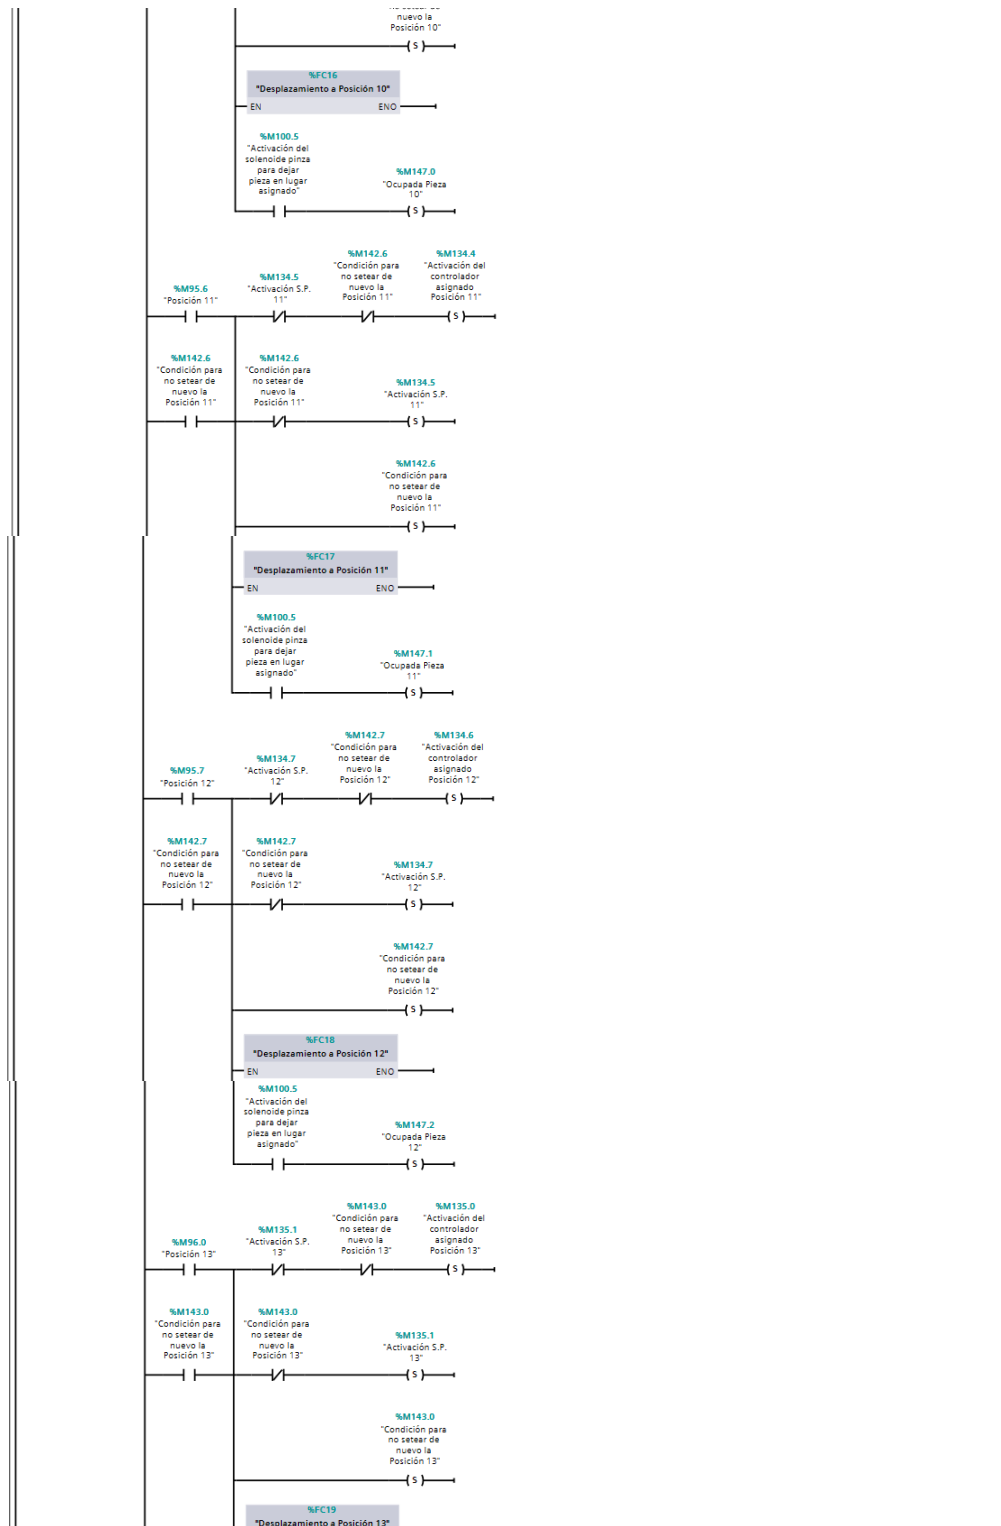 nuevo la
Posición 10"
( S )
%FC16
"Desplazamiento a Posición 10"
EN
ENO
%M100.5
"Activación del
solenoide pinza
para dejar
pieza en lugar
asignado"
%M147.0
"Ocupada Pieza
10"
( S )
%M95.6
"Posición 11"
%M134.5
"Activación S.P.
11"
%M142.6
"Condición para
no setear de
nuevo la
Posición 11"
%M134.4
"Activación del
controlador
asignado
Posición 11"
( S )
%M142.6
"Condición para
no setear de
nuevo la
Posición 11"
%M142.6
"Condición para
no setear de
nuevo la
Posición 11"
%M134.5
"Activación S.P.
11"
( S )
%M142.6
"Condición para
no setear de
nuevo la
Posición 11"
( S )
%FC17
"Desplazamiento a Posición 11"
EN
ENO
%M100.5
"Activación del
solenoide pinza
para dejar
pieza en lugar
asignado"
%M147.1
"Ocupada Pieza
11"
( S )
%M95.7
"Posición 12"
%M134.7
"Activación S.P.
12"
%M142.7
"Condición para
no setear de
nuevo la
Posición 12"
%M134.6
"Activación del
controlador
asignado
Posición 12"
( S )
%M142.7
"Condición para
no setear de
nuevo la
Posición 12"
%M142.7
"Condición para
no setear de
nuevo la
Posición 12"
%M134.7
"Activación S.P.
12"
( S )
%M142.7
"Condición para
no setear de
nuevo la
Posición 12"
( S )
%FC18
"Desplazamiento a Posición 12"
EN
ENO
%M100.5
"Activación del
solenoide pinza
para dejar
pieza en lugar
asignado"
%M147.2
"Ocupada Pieza
12"
( S )
%M96.0
"Posición 13"
%M135.1
"Activación S.P.
13"
%M143.0
"Condición para
no setear de
nuevo la
Posición 13"
%M135.0
"Activación del
controlador
asignado
Posición 13"
( S )
%M143.0
"Condición para
no setear de
nuevo la
Posición 13"
%M143.0
"Condición para
no setear de
nuevo la
Posición 13"
%M135.1
"Activación S.P.
13"
( S )
%M143.0
"Condición para
no setear de
nuevo la
Posición 13"
( S )
%FC19
"Desplazamiento a Posición 13"